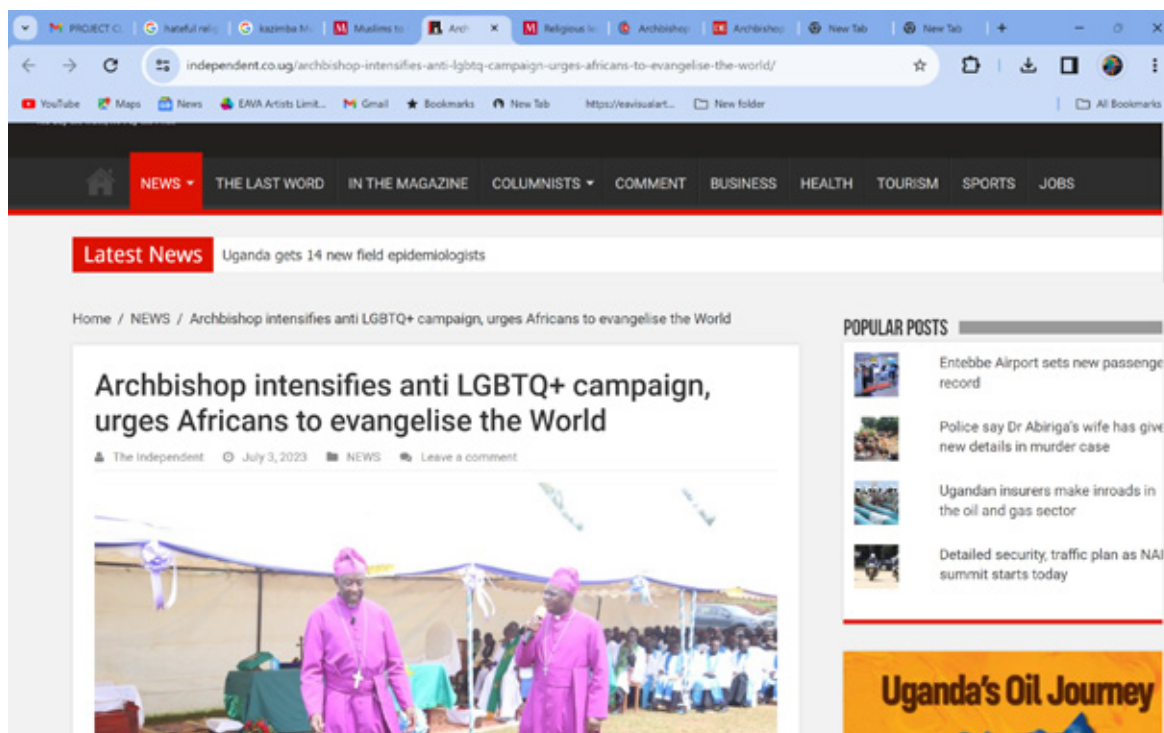 PROJECT C
hateful reli
kazimba M
Muslims to
Arch
Religious le
Archbishop
Archbishop
New Tab
New Tab
independent.co.ug/archbishop-intensifies-anti-lgbtq-campaign-urges-africans-to-evangelise-the-world/
YouTube Maps News EAVA Artists Limit... Gmail Bookmarks New Tab https://eavisualart... New folder All Bookmarks
NEWS THE LAST WORD IN THE MAGAZINE COLUMNISTS COMMENT BUSINESS HEALTH TOURISM SPORTS JOBS
Latest News Uganda gets 14 new field epidemiologists
Home / NEWS / Archbishop intensifies anti LGBTQ+ campaign, urges Africans to evangelise the World
Archbishop intensifies anti LGBTQ+ campaign,
urges Africans to evangelise the World
The Independent July 3, 2023 NEWS Leave a comment
POPULAR POSTS
Entebbe Airport sets new passenge
record
Police say Dr Abiriga's wife has give
new details in murder case
Ugandan insurers make inroads in
the oil and gas sector
Detailed security, traffic plan as NA
summit starts today
Uganda's Oil Journey